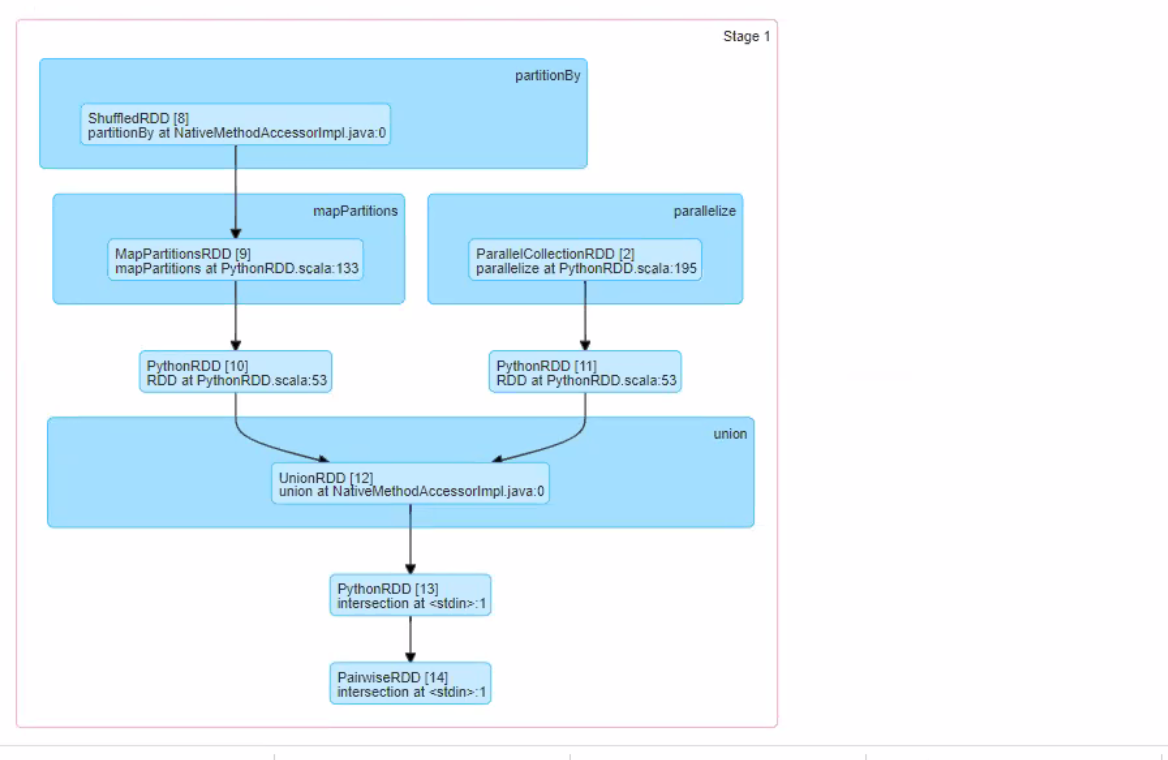 Stage 1
partitionBy
ShuffledRDD [8]
partitionBy at NativeMethodAccessorImpl.java:0
mapPartitions
MapPartitionsRDD [9]
mapPartitions at PythonRDD.scala:133
parallelize
ParallelCollectionRDD [2]
parallelize at PythonRDD.scala:195
PythonRDD [10]
RDD at PythonRDD.scala:53
PythonRDD [11]
RDD at PythonRDD.scala:53
union
UnionRDD [12]
union at NativeMethodAccessorImpl.java:0
PythonRDD [13]
intersection at <stdin>:1
PairwiseRDD [14]
intersection at <stdin>:1